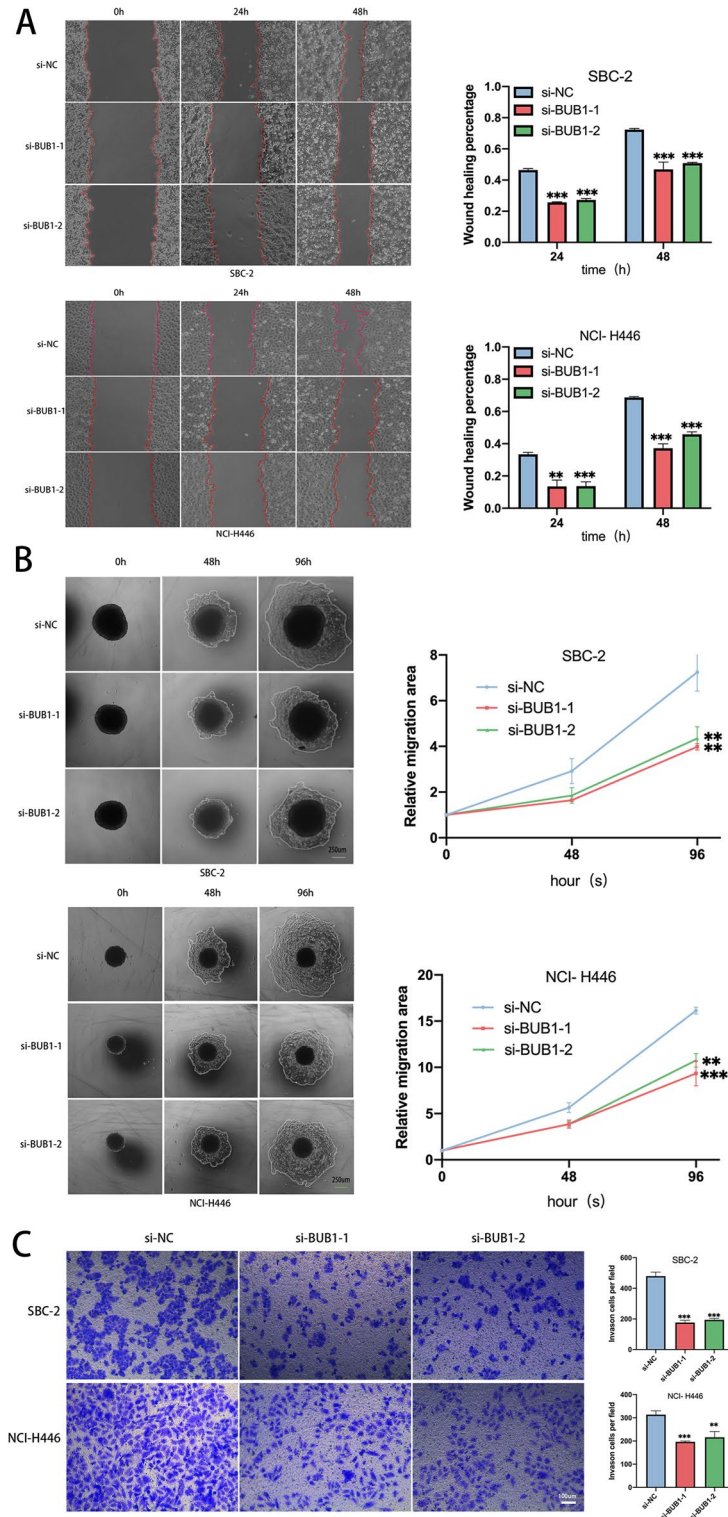 A
0h 24h 48h
si-NC
si-BUB1-1
si-BUB1-2
SBC-2
SBC-2
si-NC
si-BUB1-1
si-BUB1-2
Wound healing percentage
1.0
0.8
0.6
0.4
0.2
0.0
*** ***
*** ***
24 48
time (h)
0h 24h 48h
si-NC
si-BUB1-1
si-BUB1-2
NCI-H446
NCI- H446
si-NC
si-BUB1-1
si-BUB1-2
Wound healing percentage
1.0
0.8
0.6
0.4
0.2
0.0
** ***
*** ***
24 48
time (h)
B
0h 48h 96h
si-NC
si-BUB1-1
si-BUB1-2
250um
SBC-2
SBC-2
si-NC
si-BUB1-1
si-BUB1-2
Relative migration area
8
6
4
2
0
**
**
0 48 96
hour (s)
0h 48h 96h
si-NC
si-BUB1-1
si-BUB1-2
250um
NCI-H446
NCI- H446
si-NC
si-BUB1-1
si-BUB1-2
Relative migration area
20
15
10
5
0
**
***
0 48 96
hour (s)
C
si-NC si-BUB1-1 si-BUB1-2
SBC-2
NCI-H446
100um
SBC-2
Invason cells per field
600
400
200
0
*** ***
si-NC si-BUB1-1 si-BUB1-2
NCI- H446
Invason cells per field
400
300
200
100
0
*** **
si-NC si-BUB1-1 si-BUB1-2